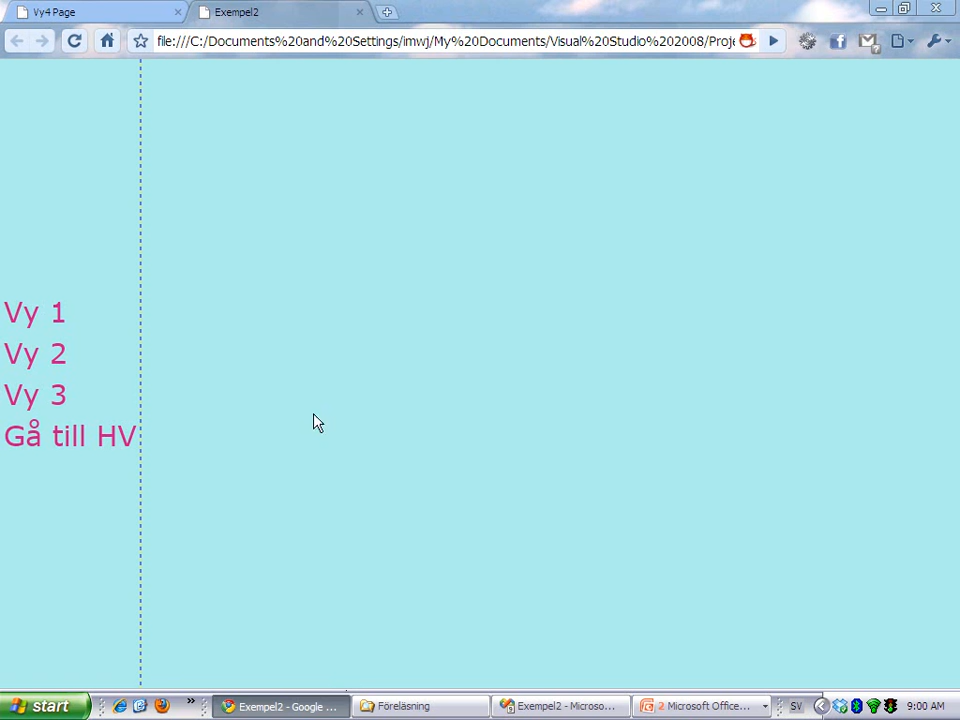 Vy4 Page
Exempel2
file:///C:/Documents%20and%20Settings/imwj/My%20Documents/Visual%20Studio%202008/Proje
Vy 1
Vy 2
Vy 3
Gå till HV
start
Exempel2 - Google ...
Föreläsning
Exempel2 - Microso...
2 Microsoft Office...
SV
9:00 AM